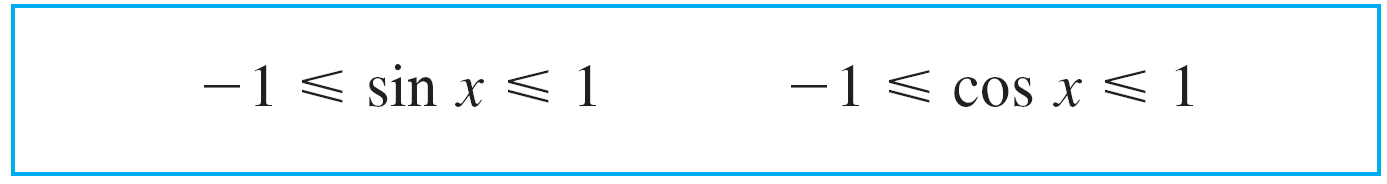 −1 ⩽ sin x ⩽ 1 −1 ⩽ cos x ⩽ 1